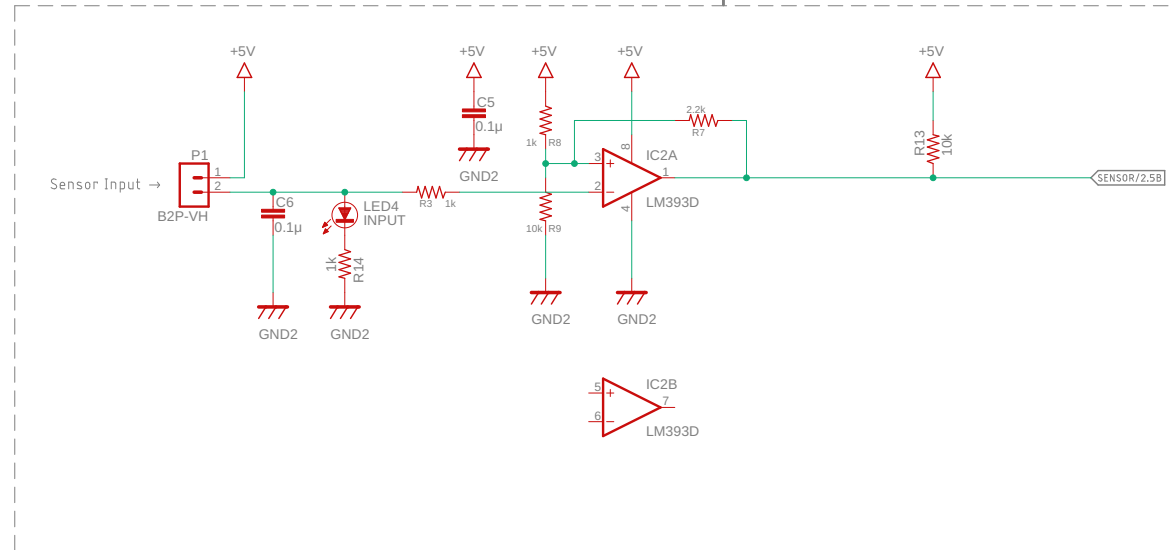 +5V
+5V
+5V
+5V
+5V
C5
0.1µ
GND2
1k
R8
2.2k
R7
R13
10k
P1
1
2
Sensor Input →
B2P-VH
C6
0.1µ
LED4
INPUT
R3
1k
3
+
2
−
8
4
1
IC2A
LM393D
SENSOR/2.5B
10k
R9
1k
R14
GND2
GND2
GND2
GND2
5
+
6
−
7
IC2B
LM393D